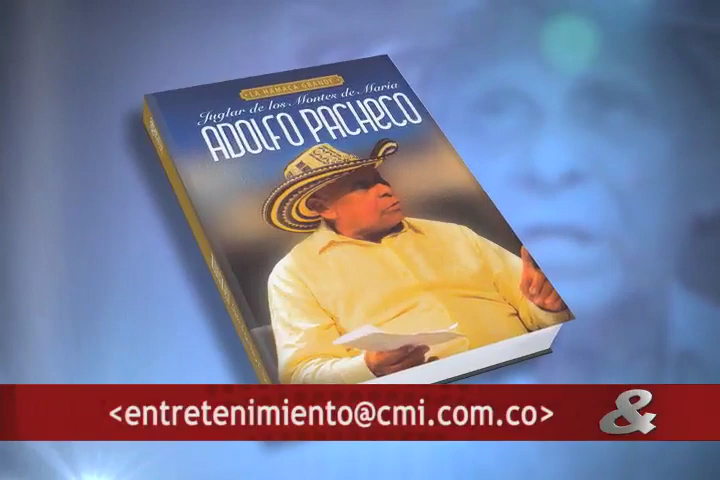 LA HAMACA GRANDE
Juglar de los Montes de María
ADOLFO PACHECO
<entretenimiento@cmi.com.co>
&